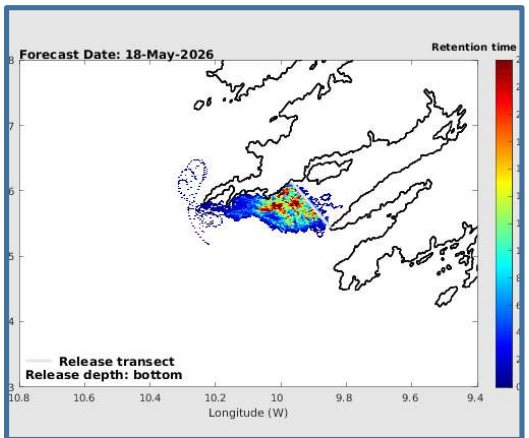 Retention time
Forecast Date: 18-May-2026
8
7
6
5
4
3
Release transect
Release depth: bottom
10.8 10.6 10.4 10.2 10 9.8 9.6 9.4
Longitude (W)